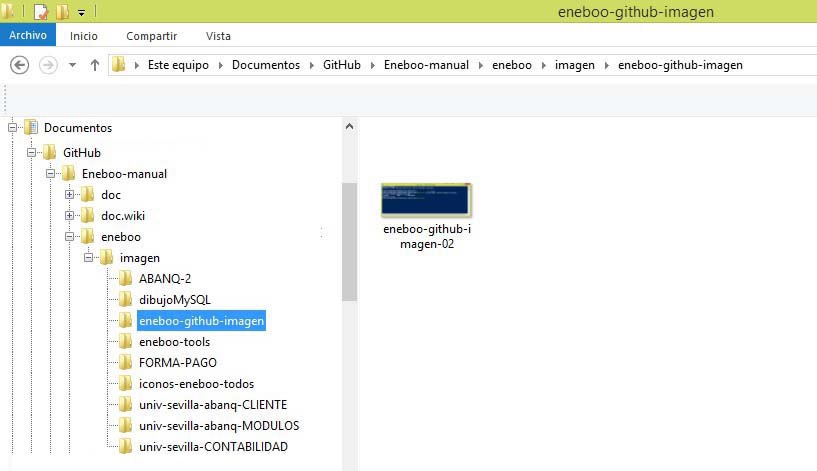 eneboo-github-imagen
Archivo Inicio Compartir Vista
Este equipo Documentos GitHub Eneboo-manual eneboo imagen eneboo-github-imagen
Documentos
GitHub
Eneboo-manual
doc
doc.wiki
eneboo
imagen
ABANQ-2
dibujoMySQL
eneboo-github-imagen
eneboo-tools
FORMA-PAGO
iconos-eneboo-todos
univ-sevilla-abanq-CLIENTE
univ-sevilla-abanq-MODULOS
univ-sevilla-CONTABILIDAD
eneboo-github-i
magen-02